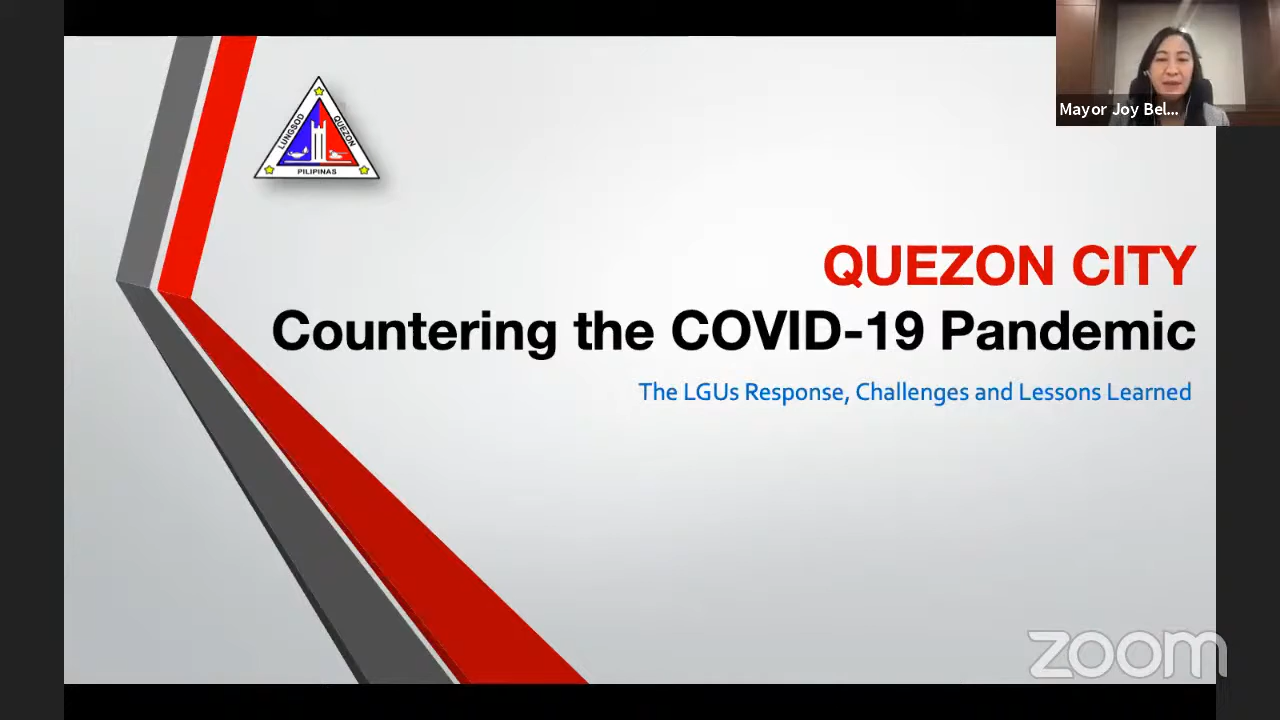 Mayor Joy Bel...
LUNGSOD
QUEZON
PILIPINAS
QUEZON CITY
Countering the COVID-19 Pandemic
The LGUs Response, Challenges and Lessons Learned
zoom